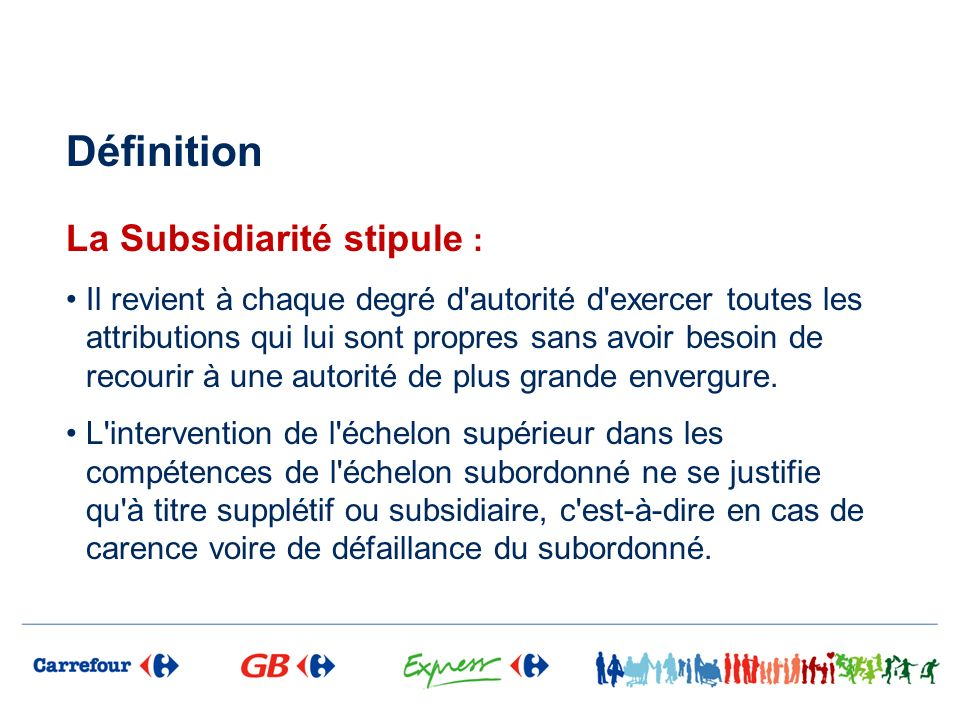 Définition
La Subsidiarité stipule :
• Il revient à chaque degré d'autorité d'exercer toutes les
attributions qui lui sont propres sans avoir besoin de
recourir à une autorité de plus grande envergure.
• L'intervention de l'échelon supérieur dans les
compétences de l'échelon subordonné ne se justifie
qu'à titre supplétif ou subsidiaire, c'est-à-dire en cas de
carence voire de défaillance du subordonné.
Carrefour GB Express